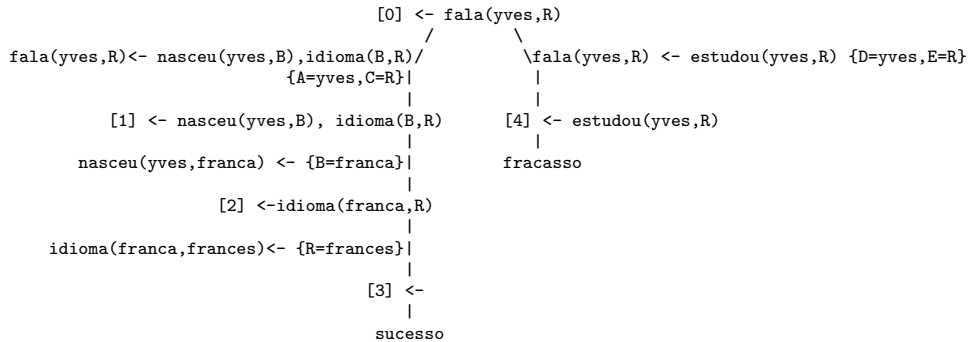 [0] <- fala(yves,R)
/ \
fala(yves,R)<- nasceu(yves,B),idioma(B,R)/ \fala(yves,R) <- estudou(yves,R) {D=yves,E=R}
{A=yves,C=R}| |
| |
[1] <- nasceu(yves,B), idioma(B,R) [4] <- estudou(yves,R)
| |
nasceu(yves,franca) <- {B=franca}| fracasso
|
[2] <-idioma(franca,R)
|
idioma(franca,frances)<- {R=frances}|
|
[3] <-
|
sucesso